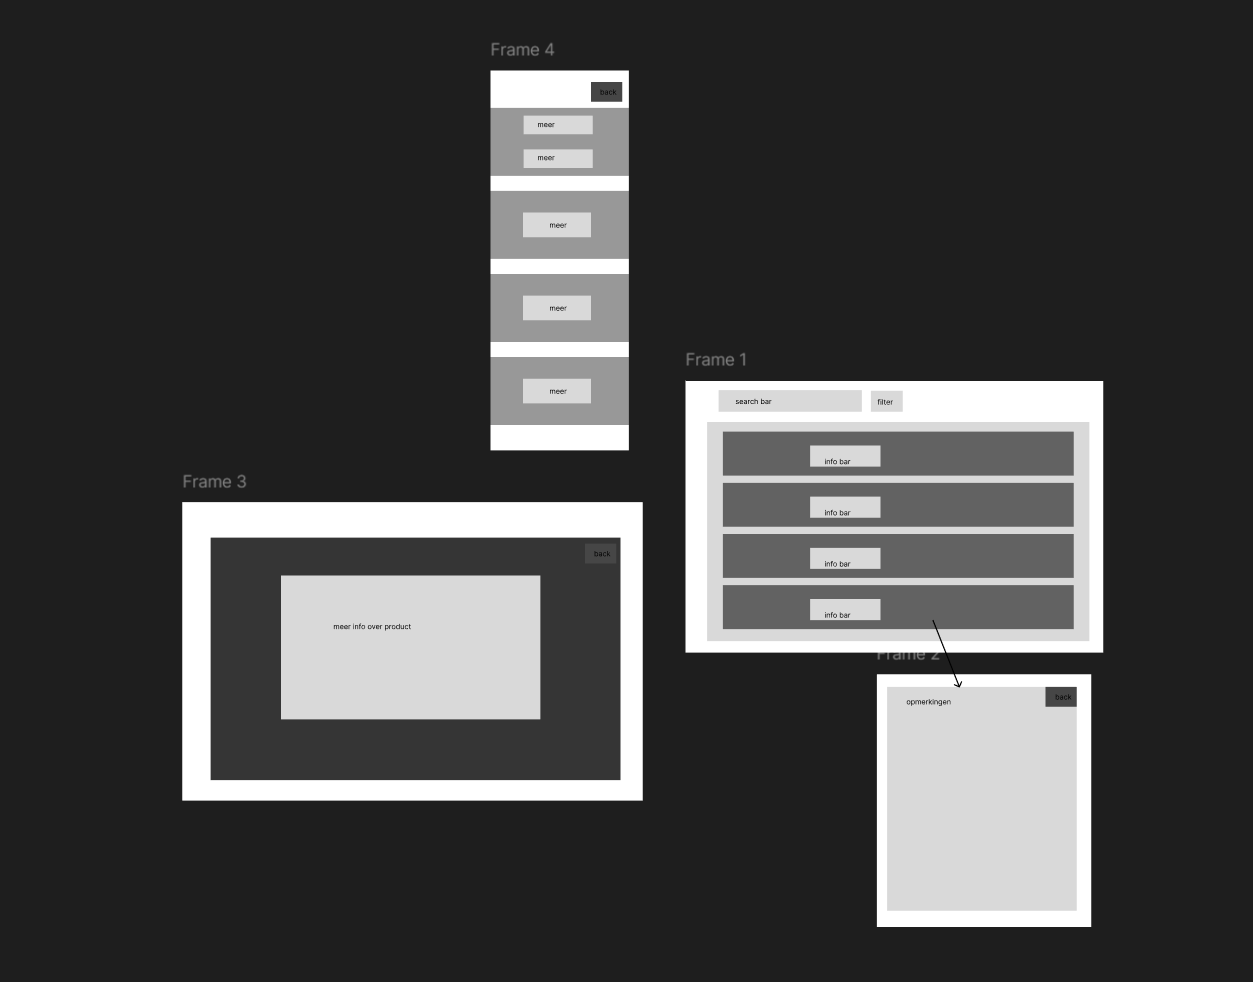 Frame 4
back
meer
meer
meer
meer
meer
Frame 1
search bar
filter
info bar
info bar
info bar
info bar
Frame 3
back
meer info over product
Frame 2
back
opmerkingen